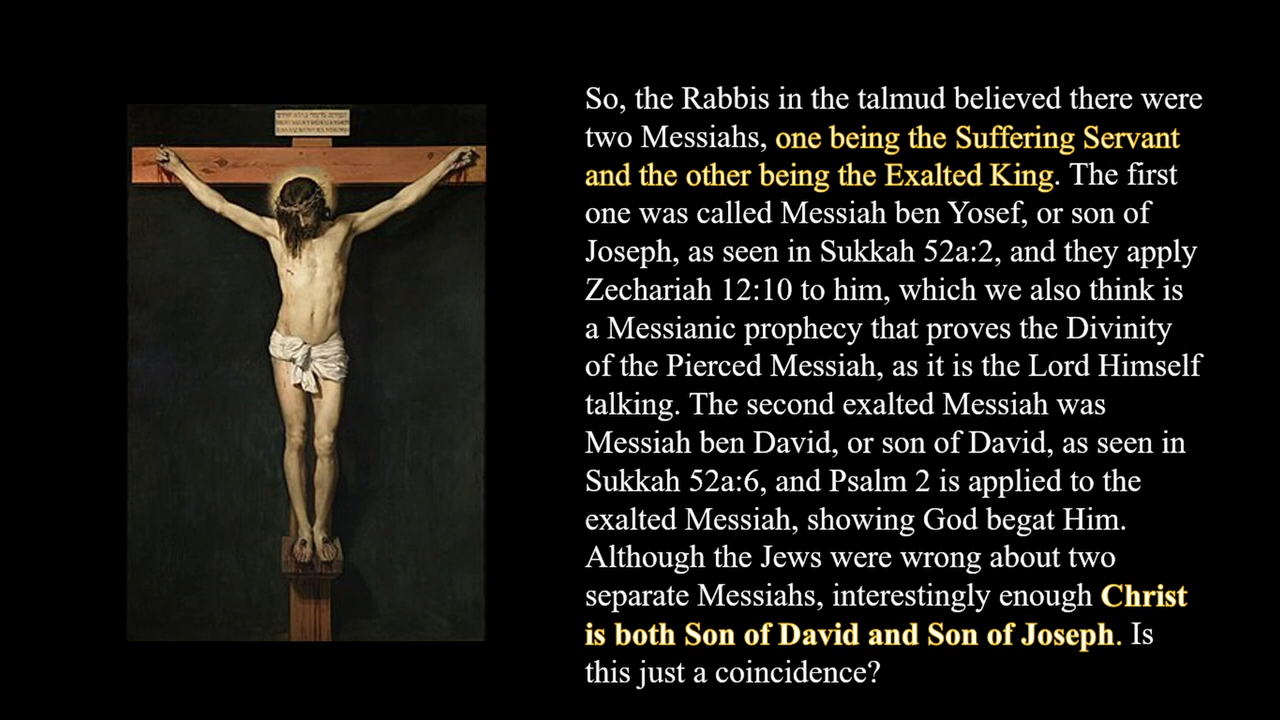 So, the Rabbis in the talmud believed there were
two Messiahs, one being the Suffering Servant
and the other being the Exalted King. The first
one was called Messiah ben Yosef, or son of
Joseph, as seen in Sukkah 52a:2, and they apply
Zechariah 12:10 to him, which we also think is
a Messianic prophecy that proves the Divinity
of the Pierced Messiah, as it is the Lord Himself
talking. The second exalted Messiah was
Messiah ben David, or son of David, as seen in
Sukkah 52a:6, and Psalm 2 is applied to the
exalted Messiah, showing God begat Him.
Although the Jews were wrong about two
separate Messiahs, interestingly enough Christ
is both Son of David and Son of Joseph. Is
this just a coincidence?